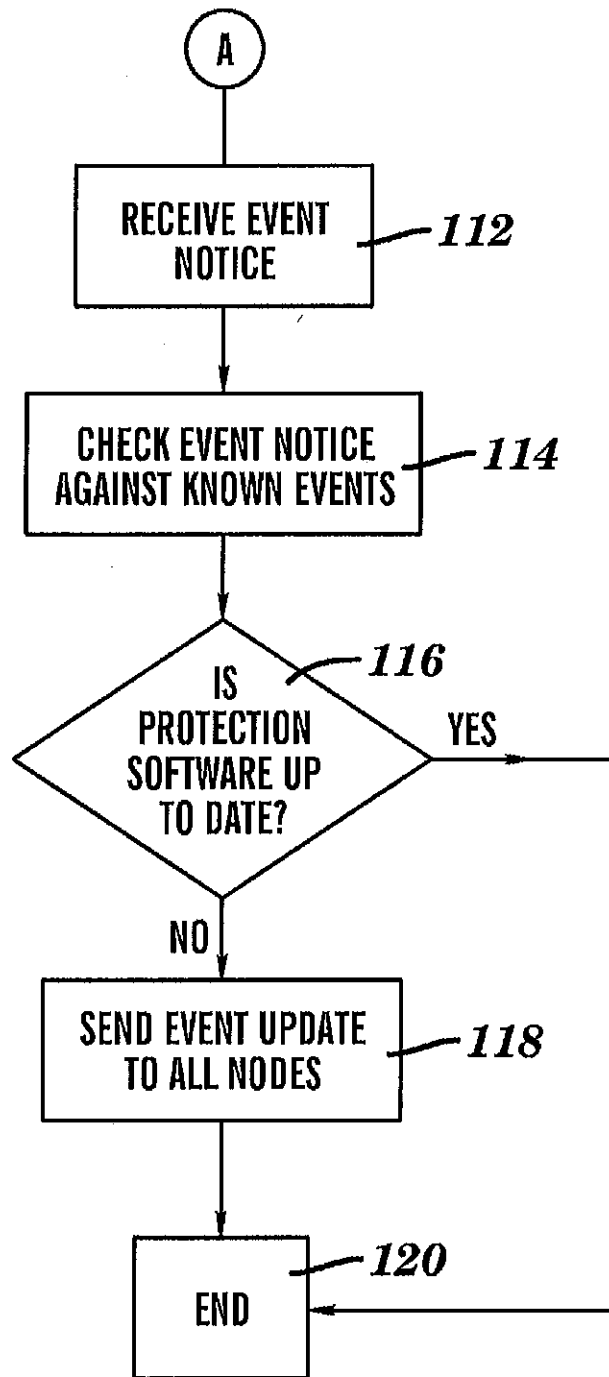 A
RECEIVE EVENT
NOTICE
112
CHECK EVENT NOTICE
AGAINST KNOWN EVENTS
114
IS
PROTECTION
SOFTWARE UP
TO DATE?
116
YES
NO
SEND EVENT UPDATE
TO ALL NODES
118
END
120